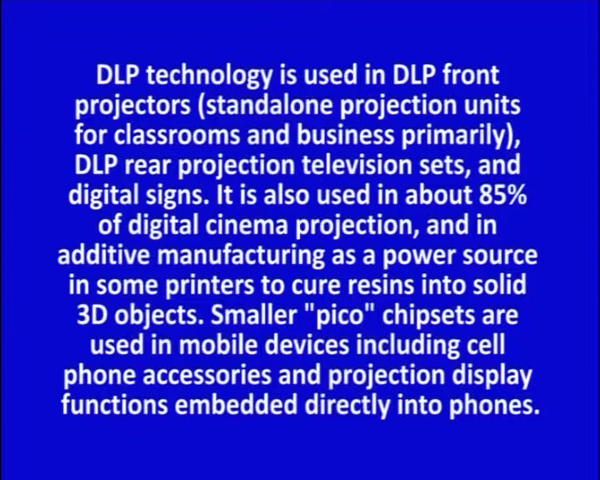 DLP technology is used in DLP front
projectors (standalone projection units
for classrooms and business primarily),
DLP rear projection television sets, and
digital signs. It is also used in about 85%
of digital cinema projection, and in
additive manufacturing as a power source
in some printers to cure resins into solid
3D objects. Smaller "pico" chipsets are
used in mobile devices including cell
phone accessories and projection display
functions embedded directly into phones.